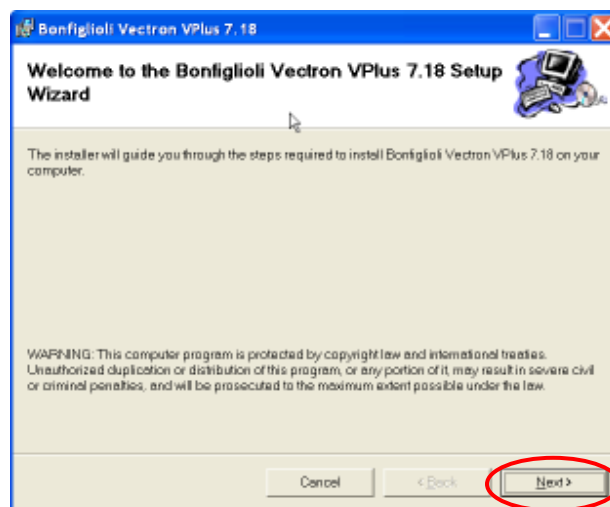 Bonfiglioli Vectron VPlus 7.18
Welcome to the Bonfiglioli Vectron VPlus 7.18 Setup
Wizard
The installer will guide you through the steps required to install Bonfiglioli Vectron VPlus 7.18 on your
computer.
WARNING: This computer program is protected by copyright law and international treaties.
Unauthorized duplication or distribution of this program, or any portion of it, may result in severe civil
or criminal penalties, and will be prosecuted to the maximum extent possible under the law.
Cancel
< Back
Next >